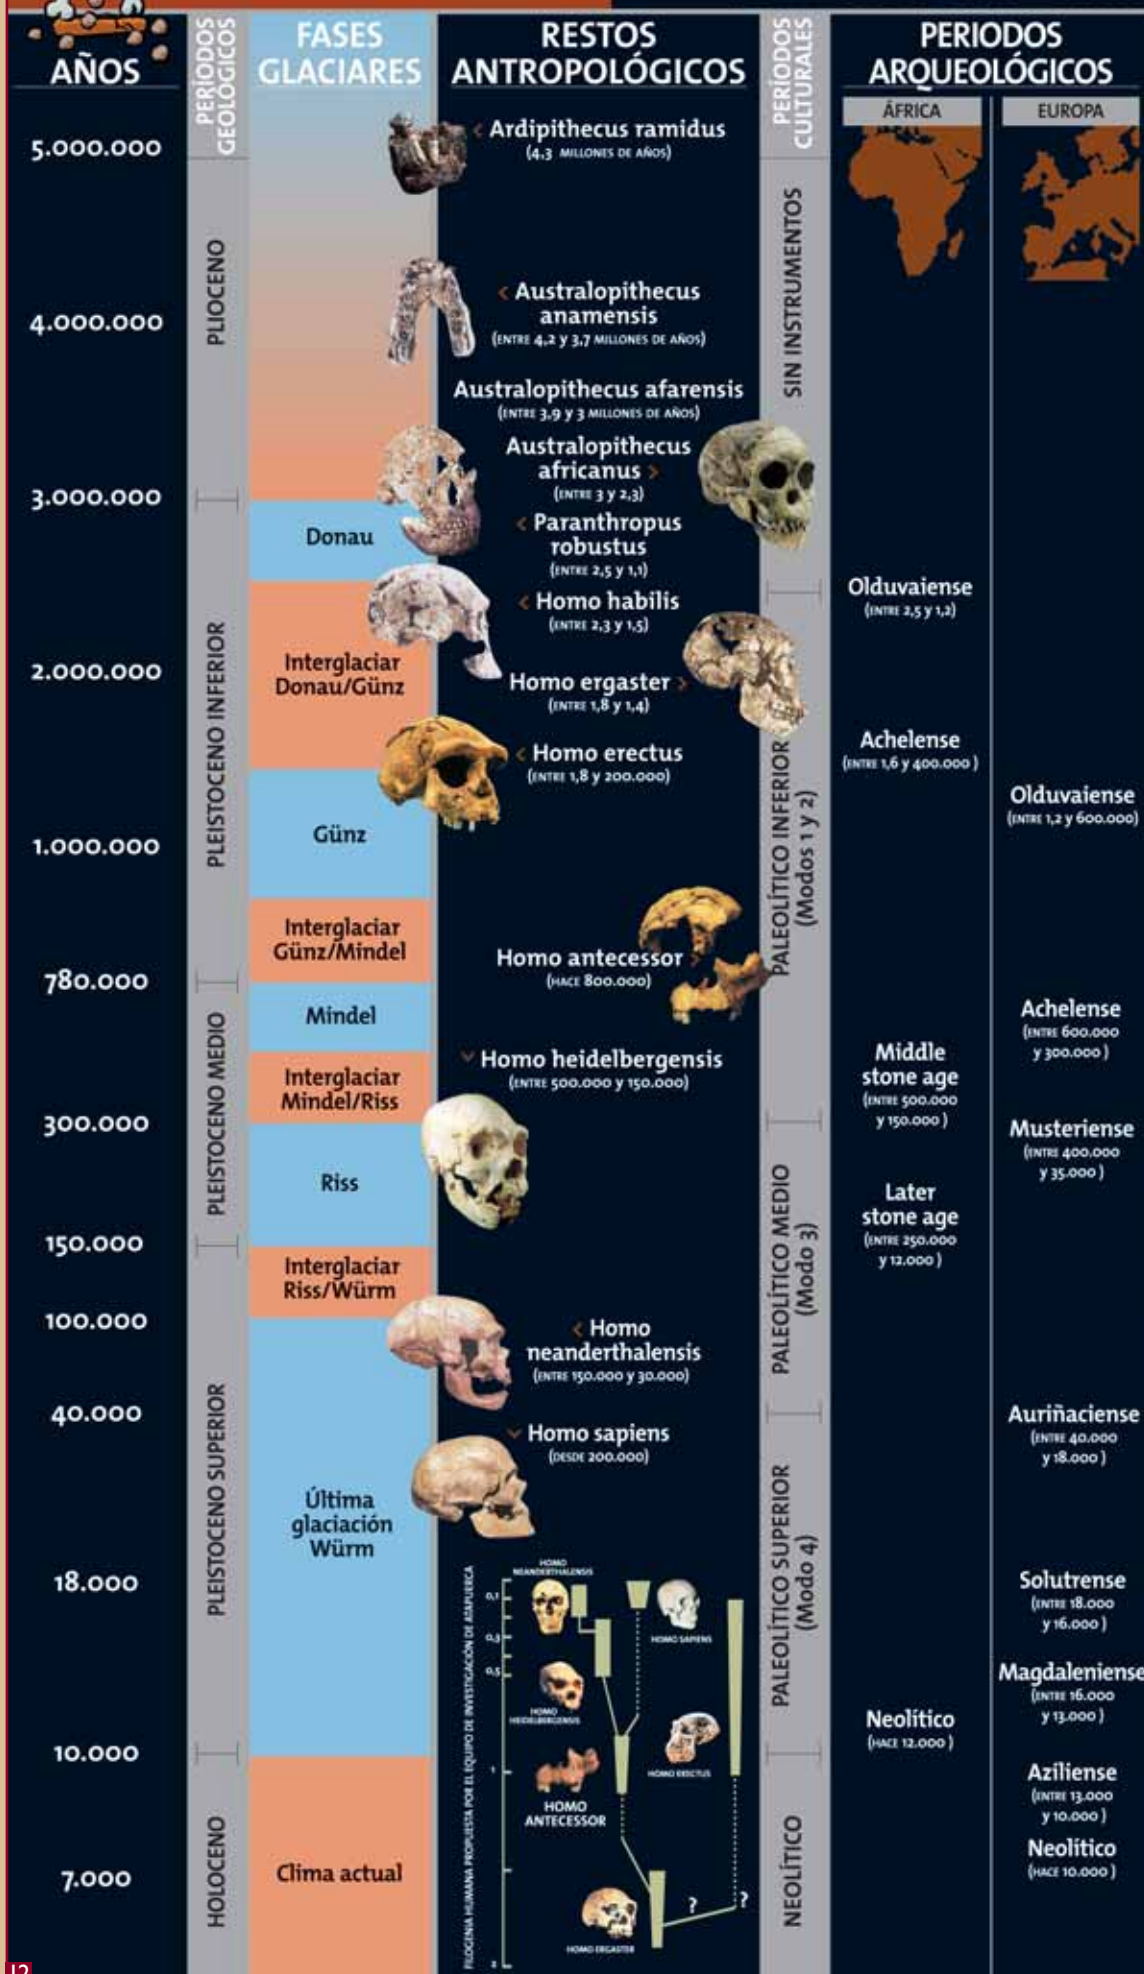 AÑOS
PERÍODOS
GEOLÓGICOS
FASES
GLACIARES
RESTOS
ANTROPOLÓGICOS
PERÍODOS
CULTURALES
PERIODOS
ARQUEOLÓGICOS
ÁFRICA
EUROPA
5.000.000
4.000.000
3.000.000
2.000.000
1.000.000
780.000
300.000
150.000
100.000
40.000
18.000
10.000
7.000
PLIOCENO
PLEISTOCENO INFERIOR
PLEISTOCENO MEDIO
PLEISTOCENO SUPERIOR
HOLOCENO
Donau
Interglaciar
Donau/Günz
Günz
Interglaciar
Günz/Mindel
Mindel
Interglaciar
Mindel/Riss
Riss
Interglaciar
Riss/Würm
Última
glaciación
Würm
Clima actual
< Ardipithecus ramidus
(4,3 MILLONES DE AÑOS)
< Australopithecus
anamensis
(ENTRE 4,2 y 3,7 MILLONES DE AÑOS)
Australopithecus afarensis
(ENTRE 3,9 y 3 MILLONES DE AÑOS)
Australopithecus
africanus >
(ENTRE 3 y 2,3)
< Paranthropus
robustus
(ENTRE 2,5 y 1,1)
< Homo habilis
(ENTRE 2,3 y 1,5)
Homo ergaster >
(ENTRE 1,8 y 1,4)
< Homo erectus
(ENTRE 1,8 y 200.000)
Homo antecessor >
(HACE 800.000)
Homo heidelbergensis
(ENTRE 500.000 y 150.000)
< Homo
neanderthalensis
(ENTRE 150.000 y 30.000)
Homo sapiens
(DESDE 200.000)
FILOGENIA HUMANA PROPUESTA POR EL EQUIPO DE INVESTIGACIÓN DE ATAPUERCA
0,1
0,3
0,5
1
2
HOMO
NEANDERTHALENSIS
HOMO SAPIENS
HOMO
HEIDELBERGENSIS
HOMO ERECTUS
HOMO
ANTECESSOR
HOMO ERGASTER
?
?
SIN INSTRUMENTOS
PALEOLÍTICO INFERIOR
(Modos 1 y 2)
PALEOLÍTICO MEDIO
(Modo 3)
PALEOLÍTICO SUPERIOR
(Modo 4)
NEOLÍTICO
Olduvaiense
(ENTRE 2,5 y 1,2)
Achelense
(ENTRE 1,6 y 400.000 )
Middle
stone age
(ENTRE 500.000
y 150.000 )
Later
stone age
(ENTRE 250.000
y 12.000 )
Neolítico
(HACE 12.000 )
Olduvaiense
(ENTRE 1,2 y 600.000)
Achelense
(ENTRE 600.000
y 300.000 )
Musteriense
(ENTRE 400.000
y 35.000 )
Auriñaciense
(ENTRE 40.000
y 18.000 )
Solutrense
(ENTRE 18.000
y 16.000 )
Magdaleniense
(ENTRE 16.000
y 13.000 )
Aziliense
(ENTRE 13.000
y 10.000 )
Neolítico
(HACE 10.000 )
12